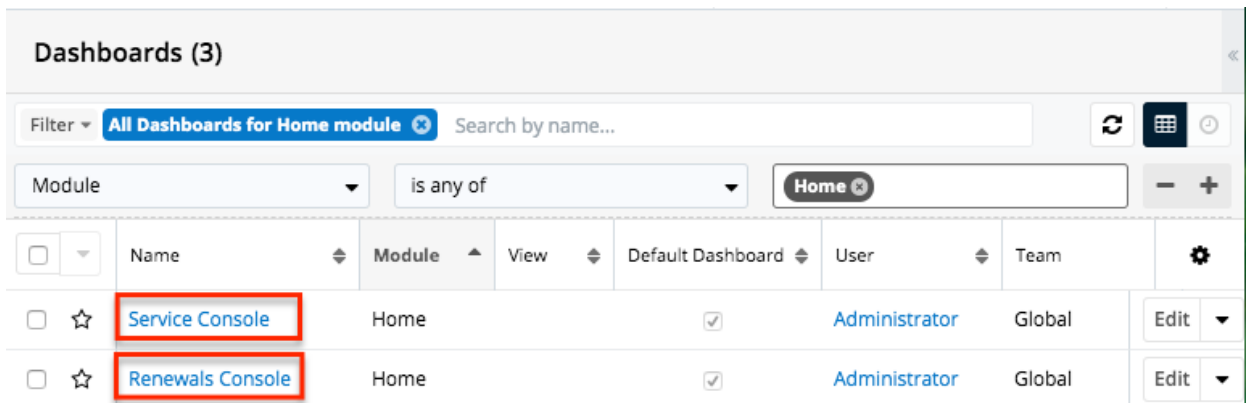 Dashboards (3)
Filter All Dashboards for Home module Search by name...
Module is any of Home
Name Module View Default Dashboard User Team
Service Console Home Administrator Global Edit
Renewals Console Home Administrator Global Edit